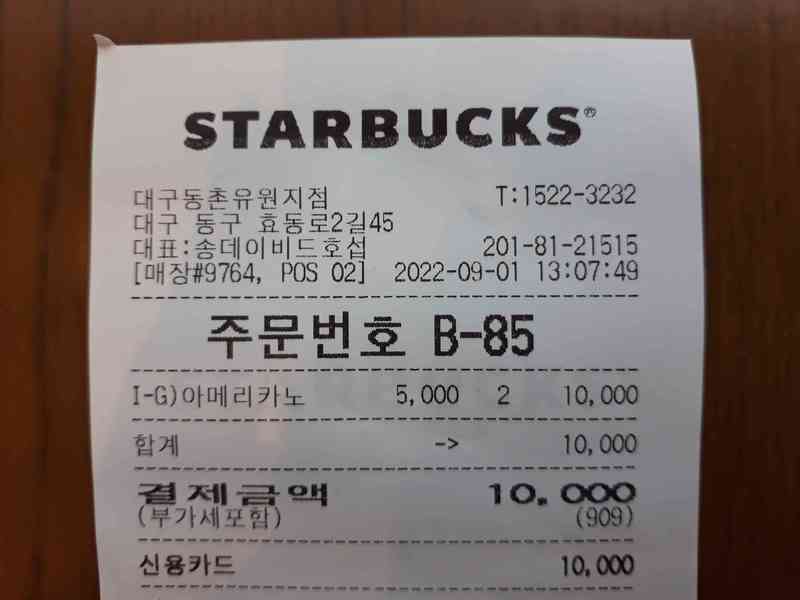 STARBUCKS®
대구동촌유원지점 T:1522-3232
대구 동구 효동로2길45
대표:송데이비드호섭 201-81-21515
[매장#9764, POS 02] 2022-09-01 13:07:49
주문번호 B-85
I-G)아메리카노 5,000 2 10,000
합계 -> 10,000
결제금액 10,000
(부가세포함) (909)
신용카드 10,000